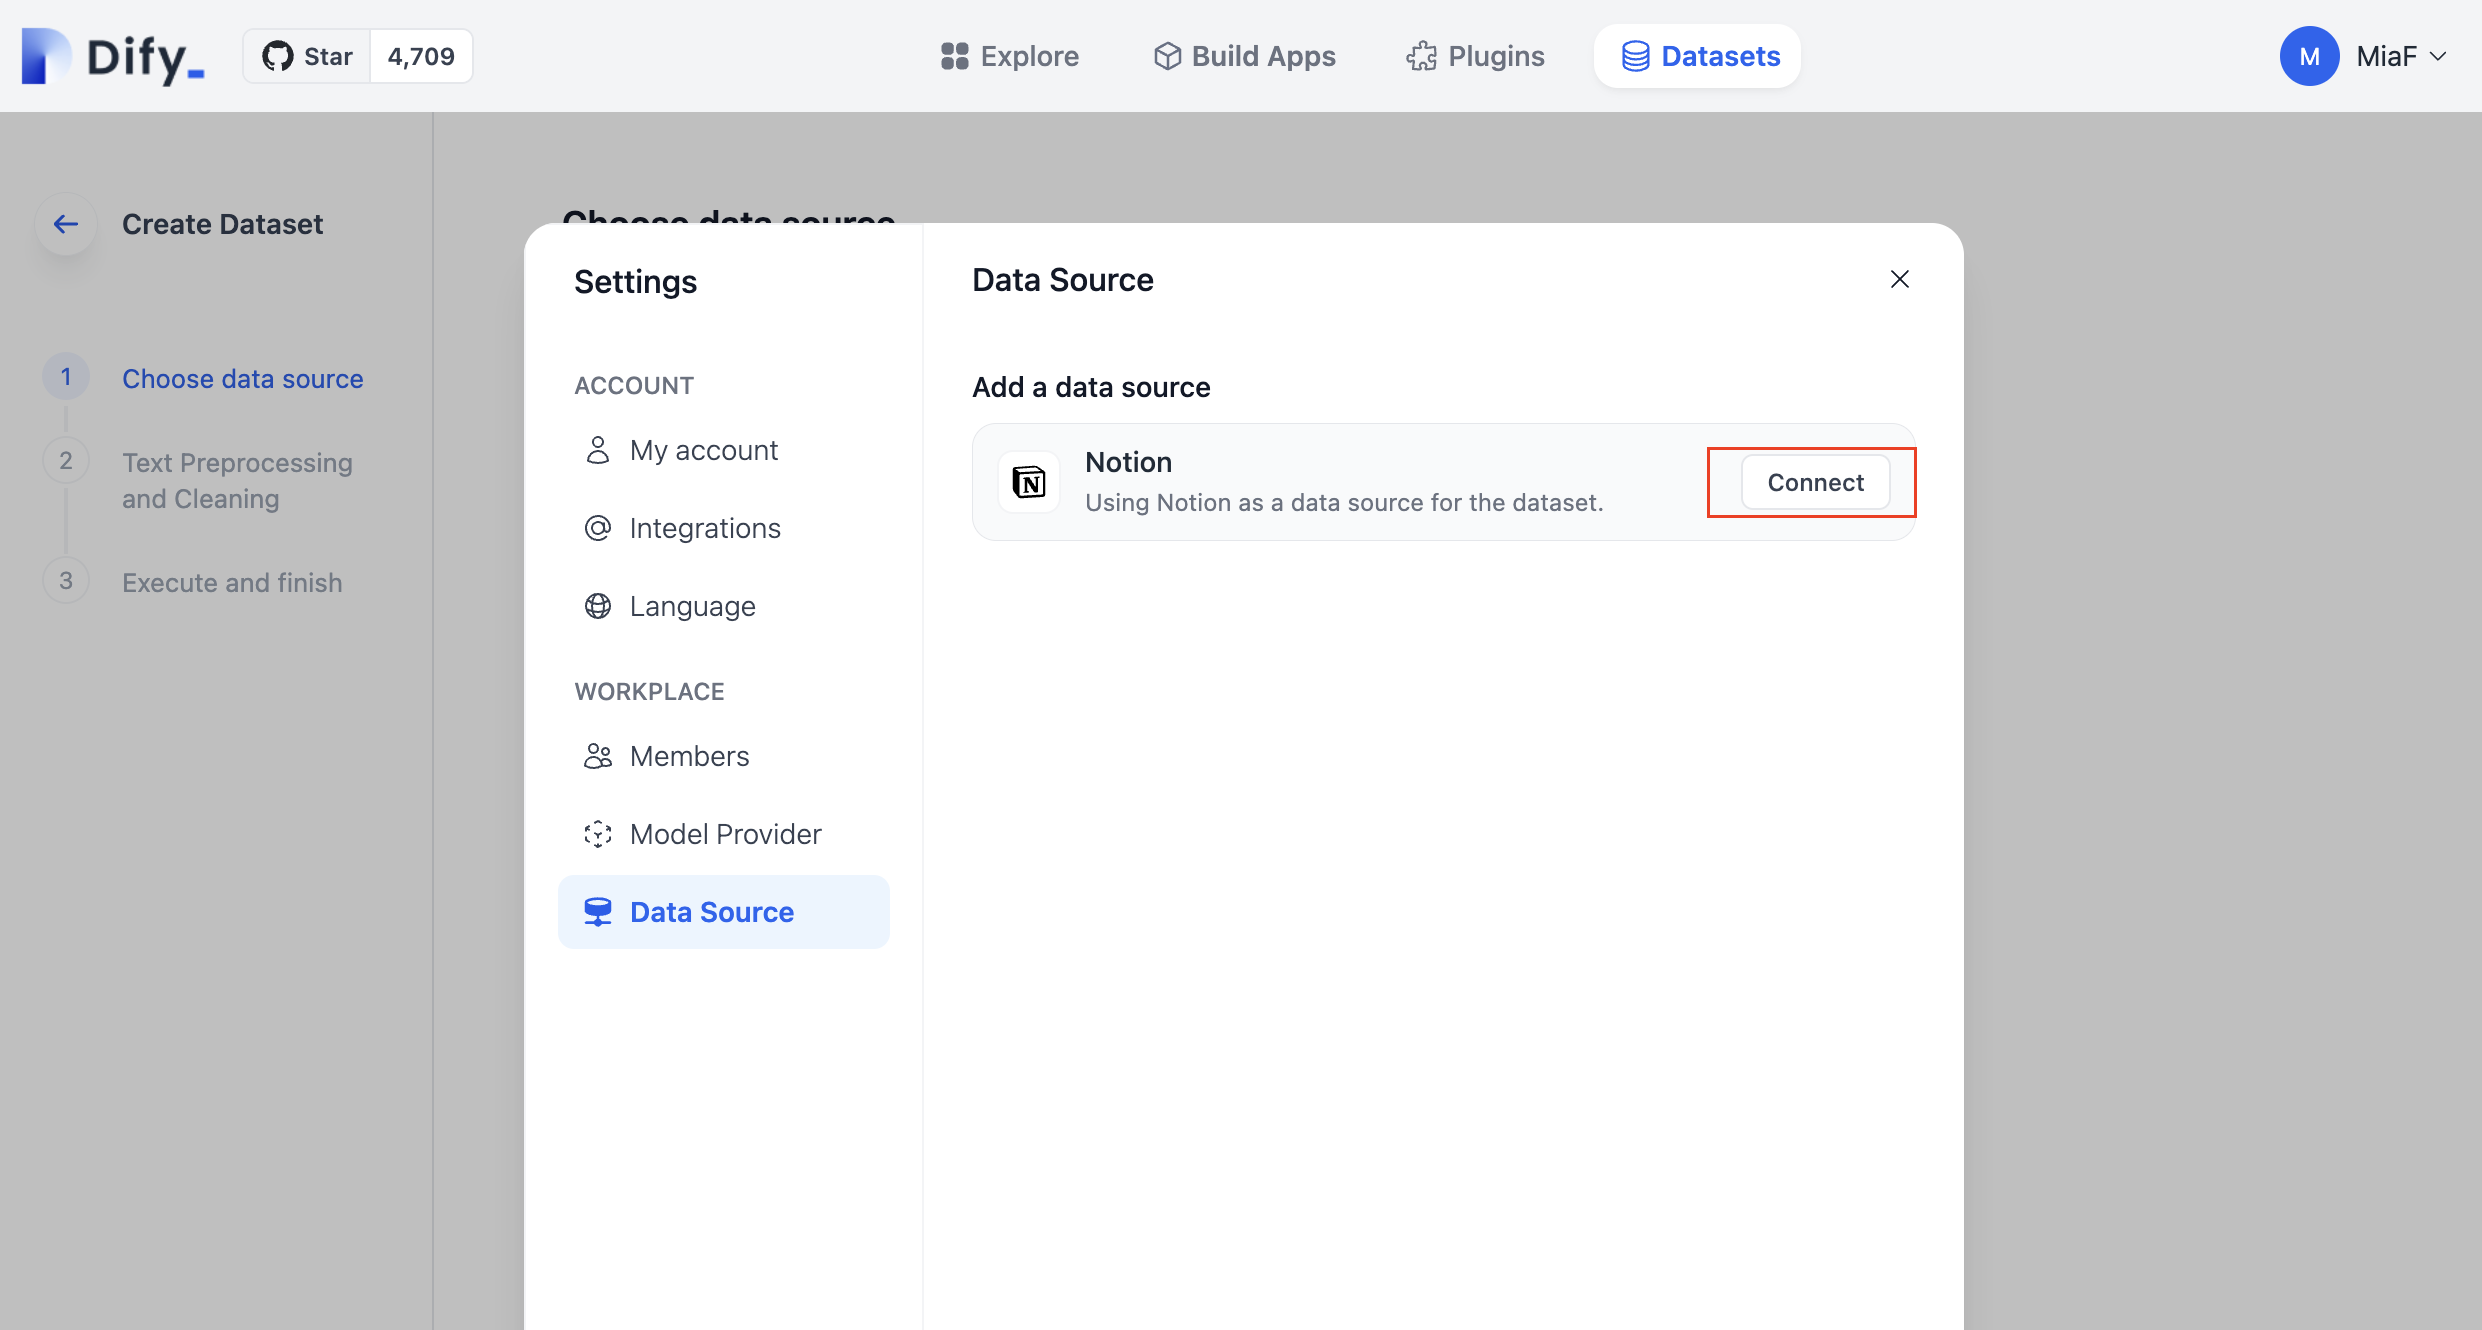 Dify_
Star 4,709
Explore
Build Apps
Plugins
Datasets
M MiaF
Create Dataset
1 Choose data source
2 Text Preprocessing
and Cleaning
3 Execute and finish
Choose data source
Settings
ACCOUNT
My account
Integrations
Language
WORKPLACE
Members
Model Provider
Data Source
Data Source
Add a data source
N
Notion
Using Notion as a data source for the dataset.
Connect